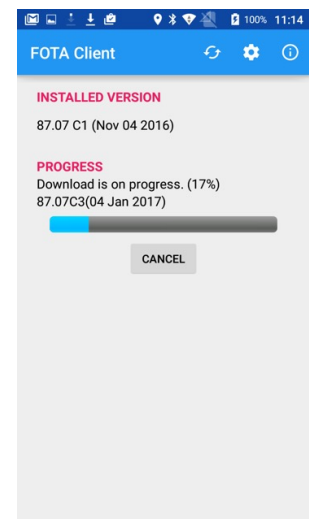 100% 11:14
FOTA Client
INSTALLED VERSION
87.07 C1 (Nov 04 2016)
PROGRESS
Download is on progress. (17%)
87.07C3(04 Jan 2017)
CANCEL